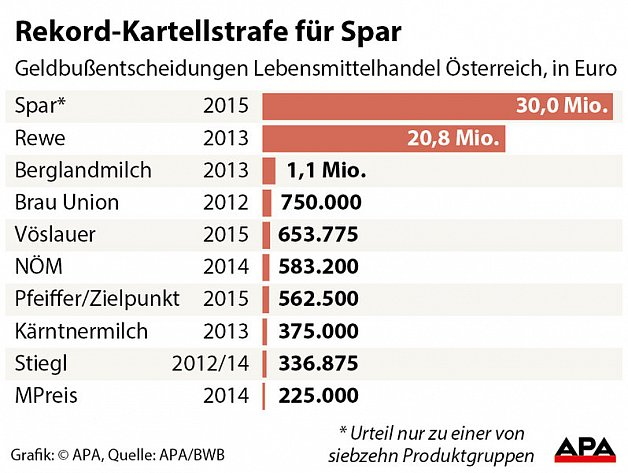 Rekord-Kartellstrafe für Spar
Geldbußentscheidungen Lebensmittelhandel Österreich, in Euro
Spar* 2015 30,0 Mio.
Rewe 2013 20,8 Mio.
Berglandmilch 2013 1,1 Mio.
Brau Union 2012 750.000
Vöslauer 2015 653.775
NÖM 2014 583.200
Pfeiffer/Zielpunkt 2015 562.500
Kärntnermilch 2013 375.000
Stiegl 2012/14 336.875
MPreis 2014 225.000
* Urteil nur zu einer von
siebzehn Produktgruppen
Grafik: © APA, Quelle: APA/BWB
APA